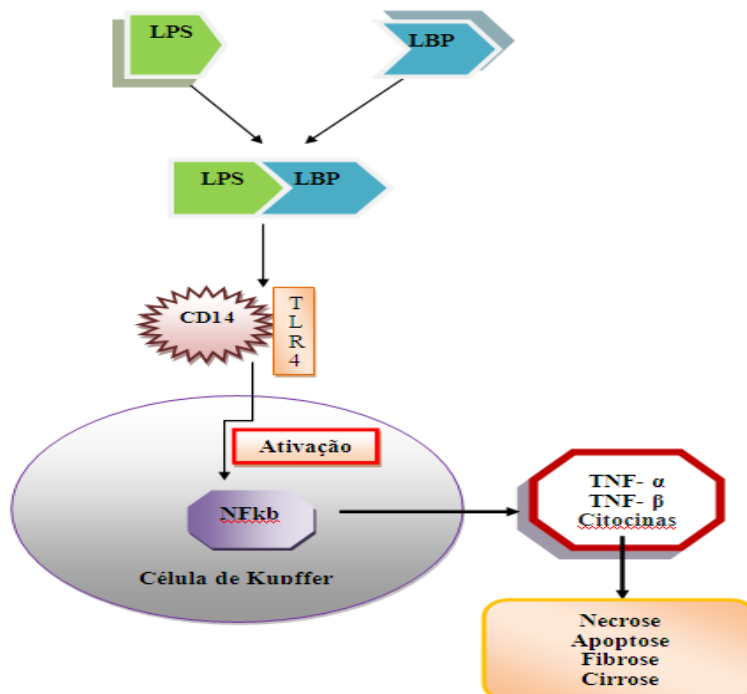 LPS
LBP
LPS
LBP
CD14
T
L
R
4
Ativação
NFkb
Célula de Kupffer
TNF- α
TNF- β
Citocinas
Necrose
Apoptose
Fibrose
Cirrose